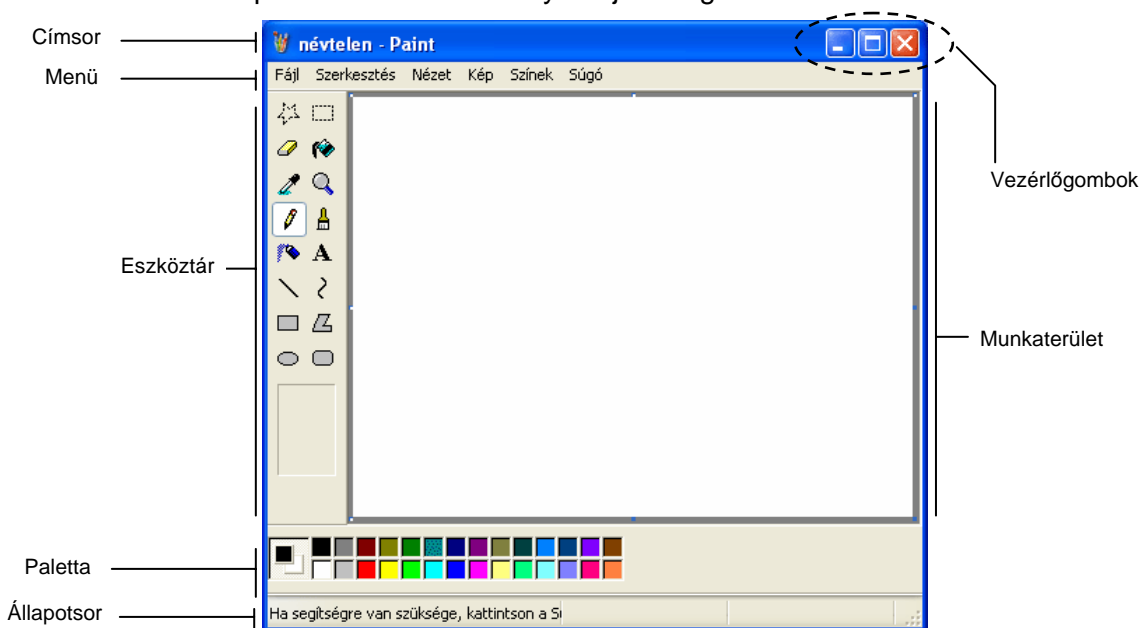 Címsor
névtelen - Paint
Menü
Fájl Szerkesztés Nézet Kép Színek Súgó
Vezérlőgombok
A
Eszköztár
Munkaterület
Paletta
Állapotsor
Ha segítségre van szüksége, kattintson a